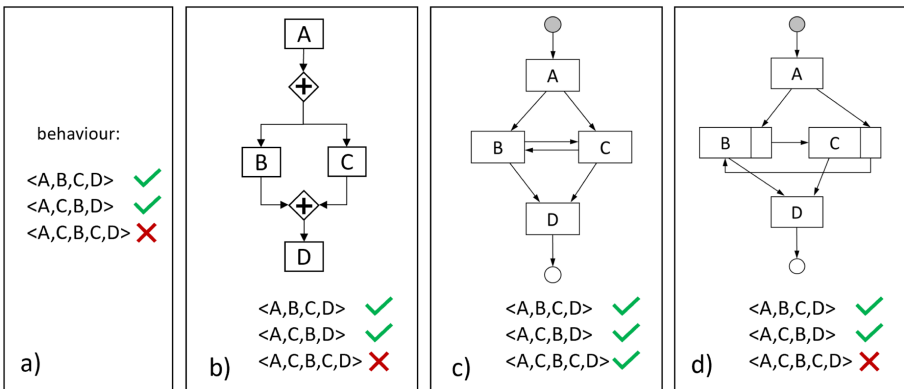 behaviour:
<A,B,C,D>
<A,C,B,D>
<A,C,B,C,D>
a)
A
B
C
D
<A,B,C,D>
<A,C,B,D>
<A,C,B,C,D>
b)
A
B
C
D
<A,B,C,D>
<A,C,B,D>
<A,C,B,C,D>
c)
A
B
C
D
<A,B,C,D>
<A,C,B,D>
<A,C,B,C,D>
d)